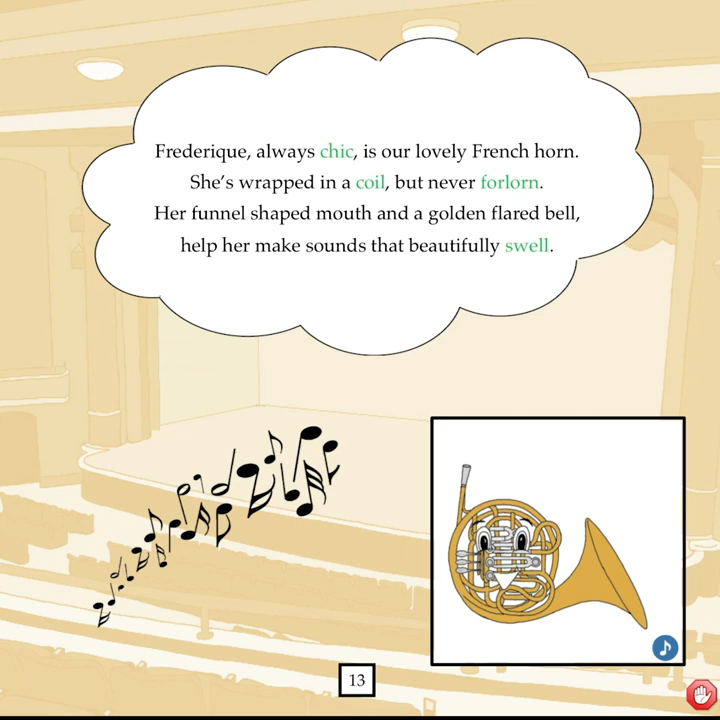 Frederique, always chic, is our lovely French horn.
She’s wrapped in a coil, but never forlorn.
Her funnel shaped mouth and a golden flared bell,
help her make sounds that beautifully swell.
13